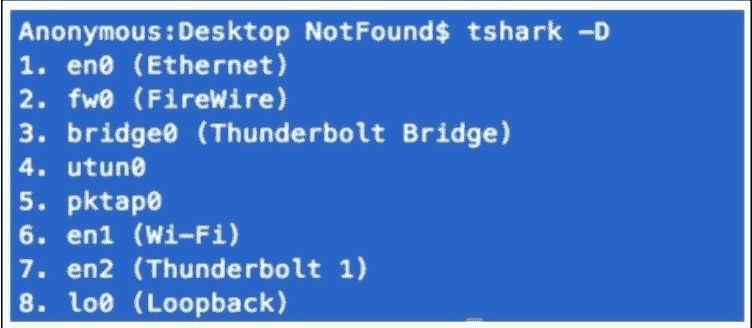 Anonymous:Desktop NotFound$ tshark -D
1. en0 (Ethernet)
2. fw0 (FireWire)
3. bridge0 (Thunderbolt Bridge)
4. utun0
5. pktap0
6. en1 (Wi-Fi)
7. en2 (Thunderbolt 1)
8. lo0 (Loopback)